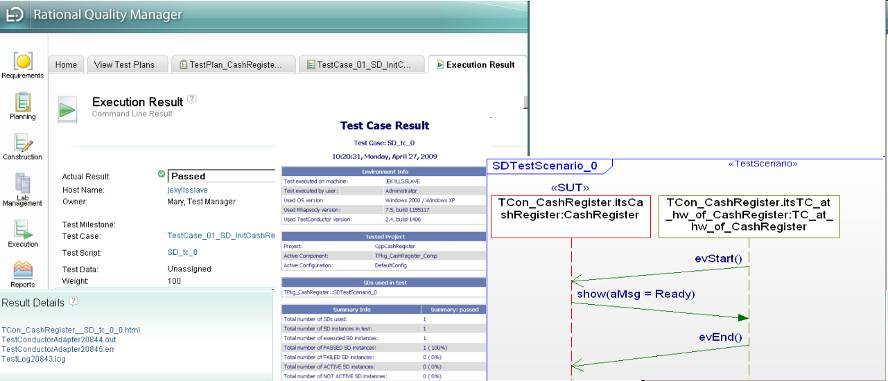 Rational Quality Manager
Requirements
Planning
Construction
Lab
Management
Execution
Reports
Home
View Test Plans
TestPlan_CashRegiste...
TestCase_01_SD_InitC...
Execution Result
Execution Result
Command Line Result
Actual Result:
Passed
Host Name:
jekyllsslave
Owner:
Mary, Test Manager
Test Milestone:
Test Case:
TestCase_01_SD_InitCashRe
Test Script:
SD_tc_0
Test Data:
Unassigned
Weight:
100
Result Details
TCon_CashRegister__SD_tc_0_0.html
TestConductorAdapter20844.out
TestConductorAdapter20845.err
TestLog20843.log
Test Case Result
Test Case: SD_tc_0
10:20:31, Monday, April 27, 2009
Environment Info
Test executed on machine: JEKYLLSSLAVE
Test executed by user: Administrator
Used OS version: Windows 2000 / Windows XP
Used Rhapsody version: 7.5, build 1155117
Used TestConductor version: 2.4, build 1406
Tested Project
Project: CppCashRegister
Active Component: TPkg_CashRegister_Comp
Active Configuration: DefaultConfig
SDs used in test
TPkg_CashRegister::SDTestScenario_0
Summary Info
Summary: passed
Total number of SDs used: 1
Total number of SD instances in test: 1
Total number of executed SD instances: 1
Total number of PASSED SD instances: 1 ( 100%)
Total number of FAILED SD instances: 0 ( 0%)
Total number of ACTIVE SD instances: 0 ( 0%)
Total number of NOT ACTIVE SD instances: 0 ( 0%)
SDTestScenario_0
«TestScenario»
«SUT»
TCon_CashRegister.itsCa
shRegister:CashRegister
TCon_CashRegister.itsTC_at
_hw_of_CashRegister:TC_at_
hw_of_CashRegister
evStart()
show(aMsg = Ready)
evEnd()